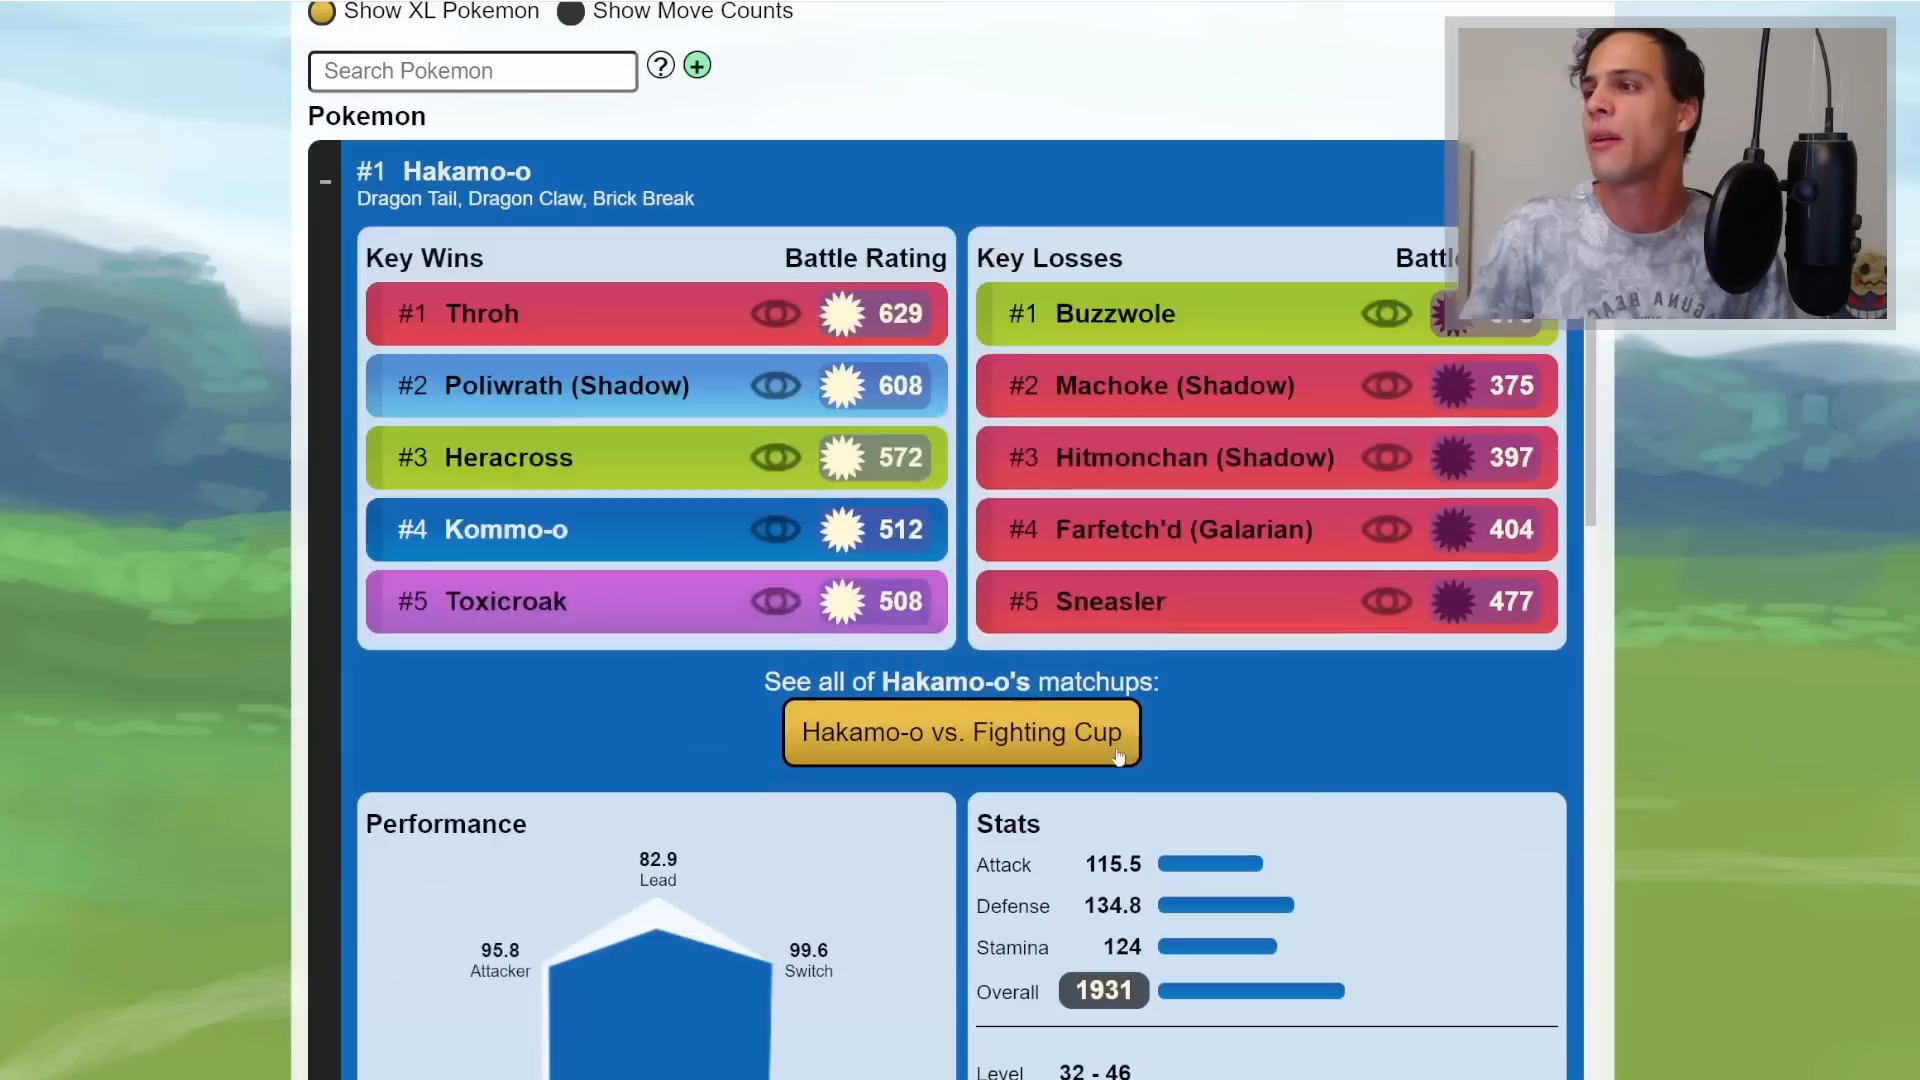 Show XL Pokemon Show Move Counts
Search Pokemon ? +
Pokemon
- #1 Hakamo-o
Dragon Tail, Dragon Claw, Brick Break
Key Wins Battle Rating
#1 Throh 629
#2 Poliwrath (Shadow) 608
#3 Heracross 572
#4 Kommo-o 512
#5 Toxicroak 508
Key Losses
#1 Buzzwole
#2 Machoke (Shadow) 375
#3 Hitmonchan (Shadow) 397
#4 Farfetch'd (Galarian) 404
#5 Sneasler 477
See all of Hakamo-o's matchups:
Hakamo-o vs. Fighting Cup
Performance
82.9
Lead
95.8
Attacker
99.6
Switch
Stats
Attack 115.5
Defense 134.8
Stamina 124
Overall 1931
Level 32 - 46